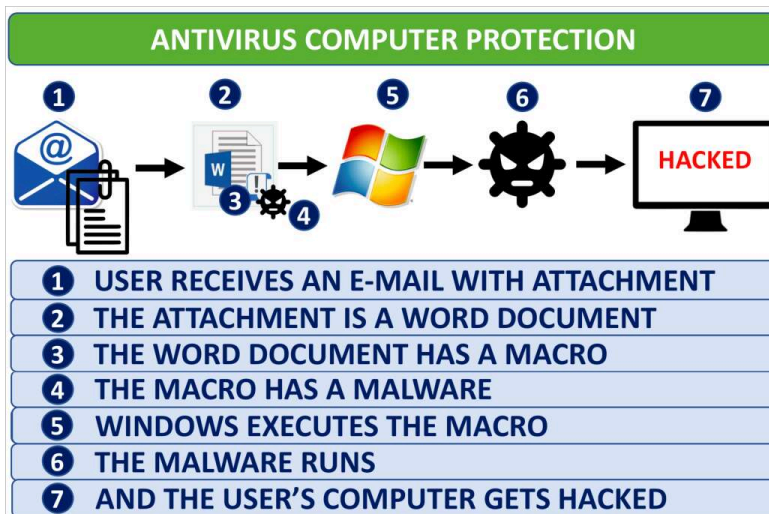 ANTIVIRUS COMPUTER PROTECTION
1 2 5 6 7
@
W
!
HACKED
3 4
1 USER RECEIVES AN E-MAIL WITH ATTACHMENT
2 THE ATTACHMENT IS A WORD DOCUMENT
3 THE WORD DOCUMENT HAS A MACRO
4 THE MACRO HAS A MALWARE
5 WINDOWS EXECUTES THE MACRO
6 THE MALWARE RUNS
7 AND THE USER'S COMPUTER GETS HACKED